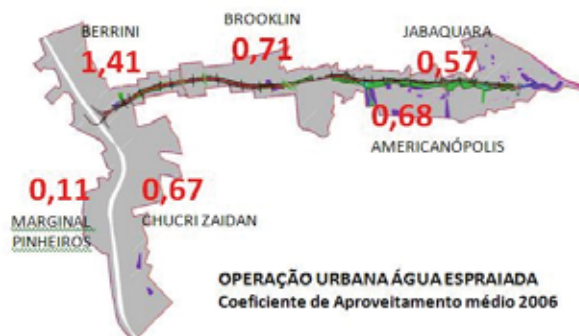 BROOKLIN
BERRINI
JABAQUARA
1,41
0,71
0,57
0,68
AMERICANÓPOLIS
0,11
0,67
MARGINAL
PINHEIROS
CHUCRI ZAIDAN
OPERAÇÃO URBANA ÁGUA ESPRAIADA
Coeficiente de Aproveitamento médio 2006